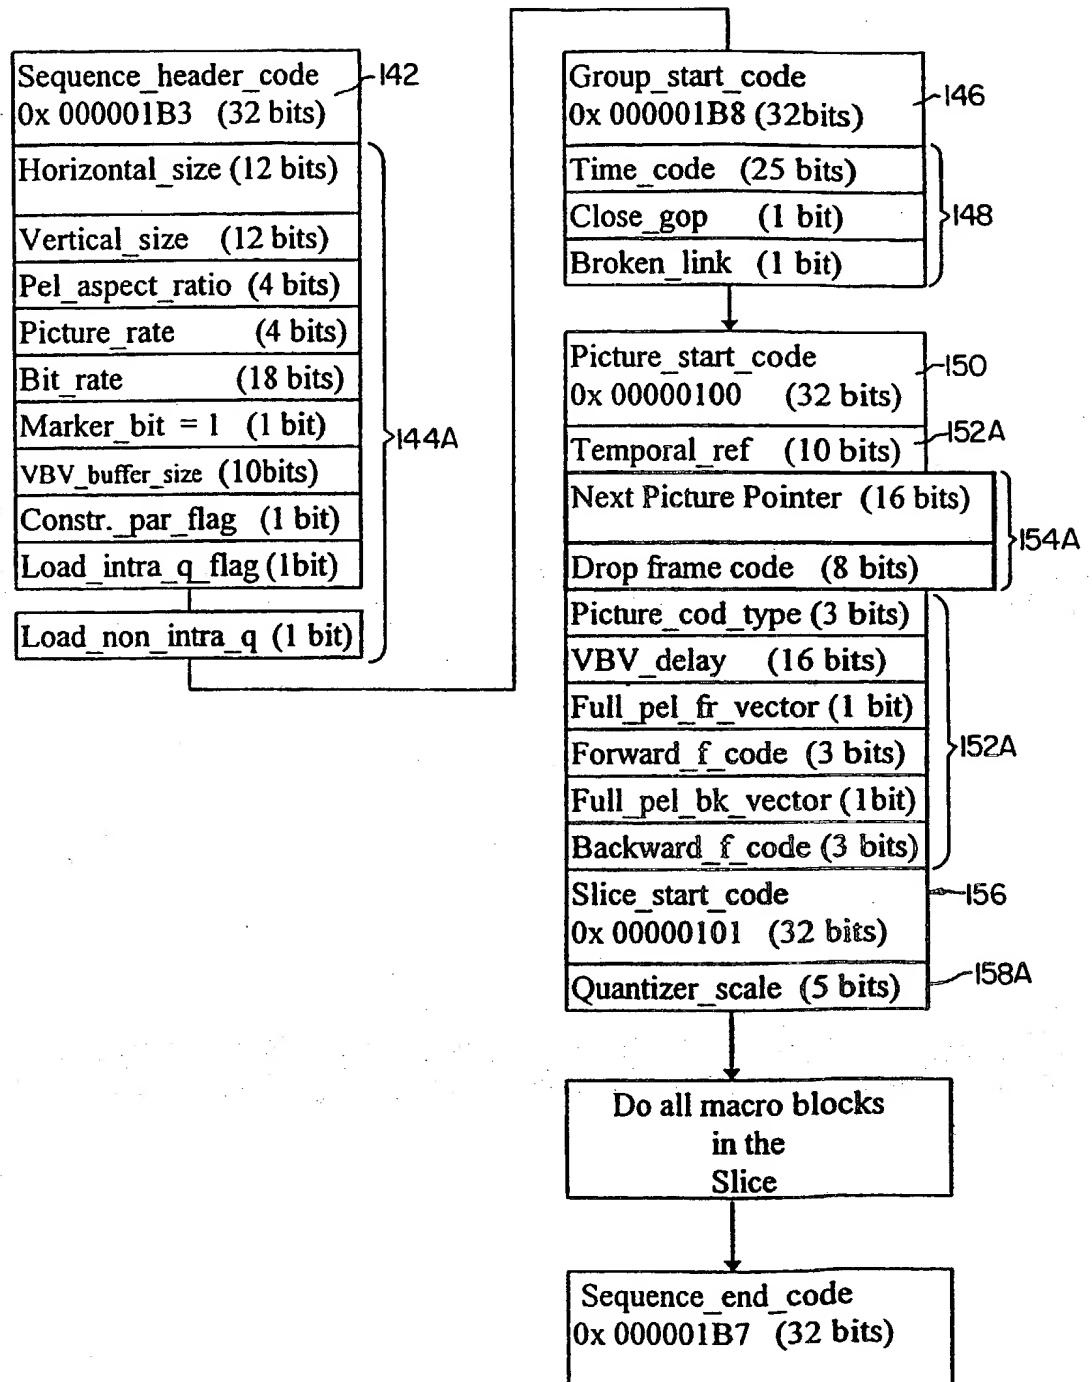 Sequence_header_code
0x 000001B3 (32 bits)
142
Horizontal_size (12 bits)
Vertical_size (12 bits)
Pel_aspect_ratio (4 bits)
Picture_rate (4 bits)
Bit_rate (18 bits)
Marker_bit = 1 (1 bit)
VBV_buffer_size (10bits)
Constr._par_flag (1 bit)
Load_intra_q_flag (1bit)
Load_non_intra_q (1 bit)
144A
Group_start_code
0x 000001B8 (32bits)
146
Time_code (25 bits)
Close_gop (1 bit)
Broken_link (1 bit)
148
Picture_start_code
0x 00000100 (32 bits)
150
Temporal_ref (10 bits)
152A
Next Picture Pointer (16 bits)
Drop frame code (8 bits)
154A
Picture_cod_type (3 bits)
VBV_delay (16 bits)
Full_pel_fr_vector (1 bit)
Forward_f_code (3 bits)
Full_pel_bk_vector (1bit)
Backward_f_code (3 bits)
152A
Slice_start_code
0x 00000101 (32 bits)
156
Quantizer_scale (5 bits)
158A
Do all macro blocks
in the
Slice
Sequence_end_code
0x 000001B7 (32 bits)